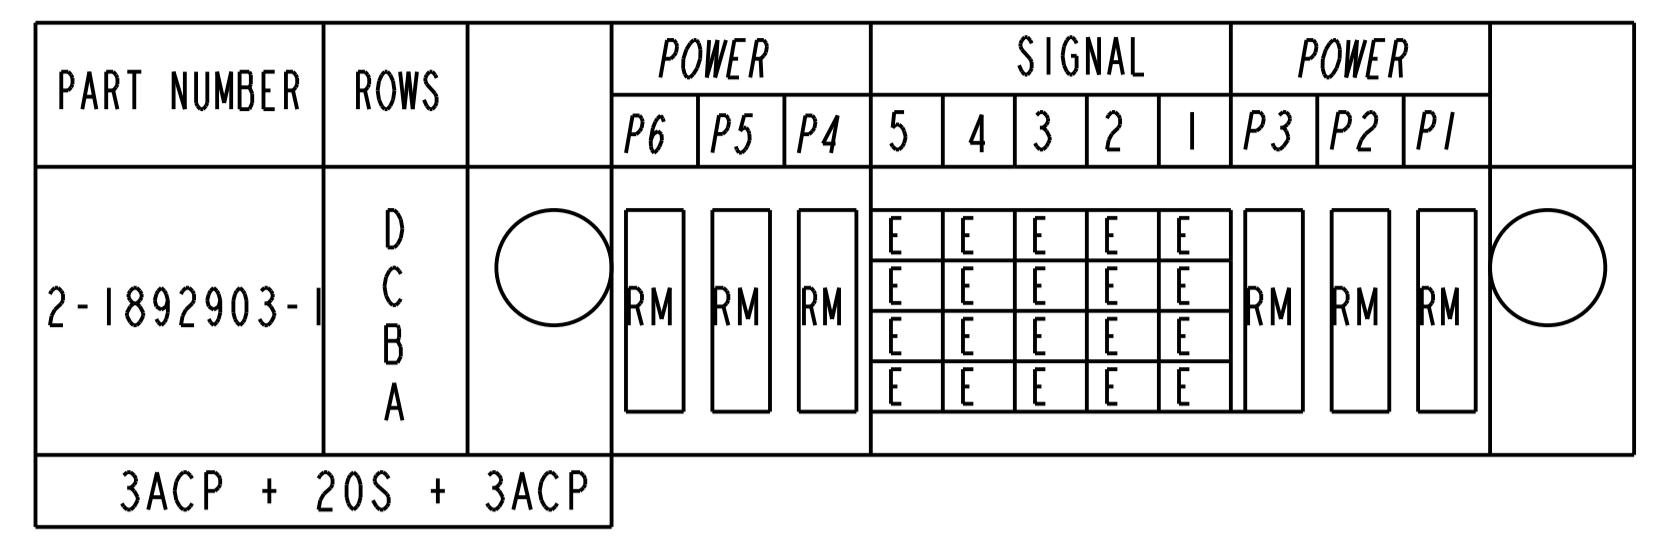 PART NUMBER ROWS POWER SIGNAL POWER
P6 P5 P4 5 4 3 2 1 P3 P2 P1
D E E E E E
C E E E E E
2-1892903-1 RM RM RM RM RM RM
B E E E E E
A E E E E E
3ACP + 20S + 3ACP